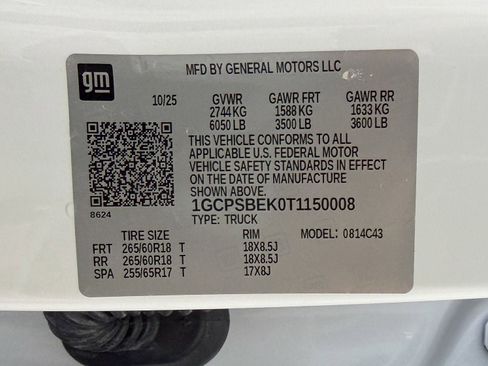 gm
MFD BY GENERAL MOTORS LLC
10/25 GVWR GAWR FRT GAWR RR
2744 KG 1588 KG 1633 KG
6050 LB 3500 LB 3600 LB
THIS VEHICLE CONFORMS TO ALL
APPLICABLE U.S. FEDERAL MOTOR
VEHICLE SAFETY STANDARDS IN EFFECT
ON THE DATE OF MANUFACTURE
SHOWN ABOVE.
1GCPSBEK0T1150008
8624 TYPE: TRUCK
TIRE SIZE RIM MODEL: 0814C43
FRT 265/60R18 T 18X8.5J
RR 265/60R18 T 18X8.5J
SPA 255/65R17 T 17X8J